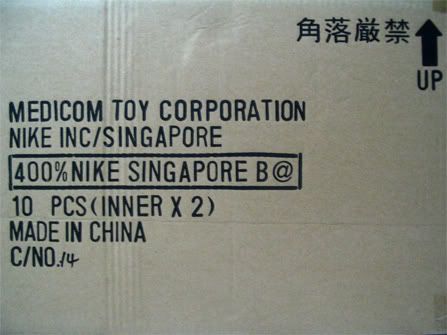 角落厳禁
UP
MEDICOM TOY CORPORATION
NIKE INC/SINGAPORE
400% NIKE SINGAPORE B@
10 PCS (INNER X 2)
MADE IN CHINA
C/NO.14